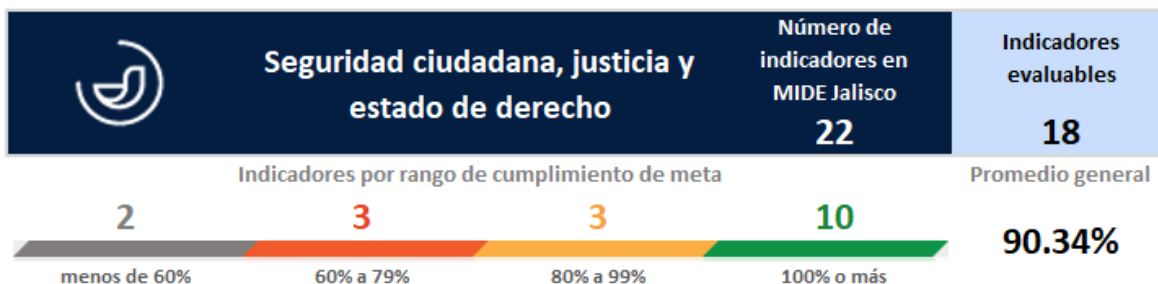 Seguridad ciudadana, justicia y
estado de derecho
Número de
indicadores en
MIDE Jalisco
22
Indicadores
evaluables
18
Indicadores por rango de cumplimiento de meta
Promedio general
2
3
3
10
90.34%
menos de 60%
60% a 79%
80% a 99%
100% o más